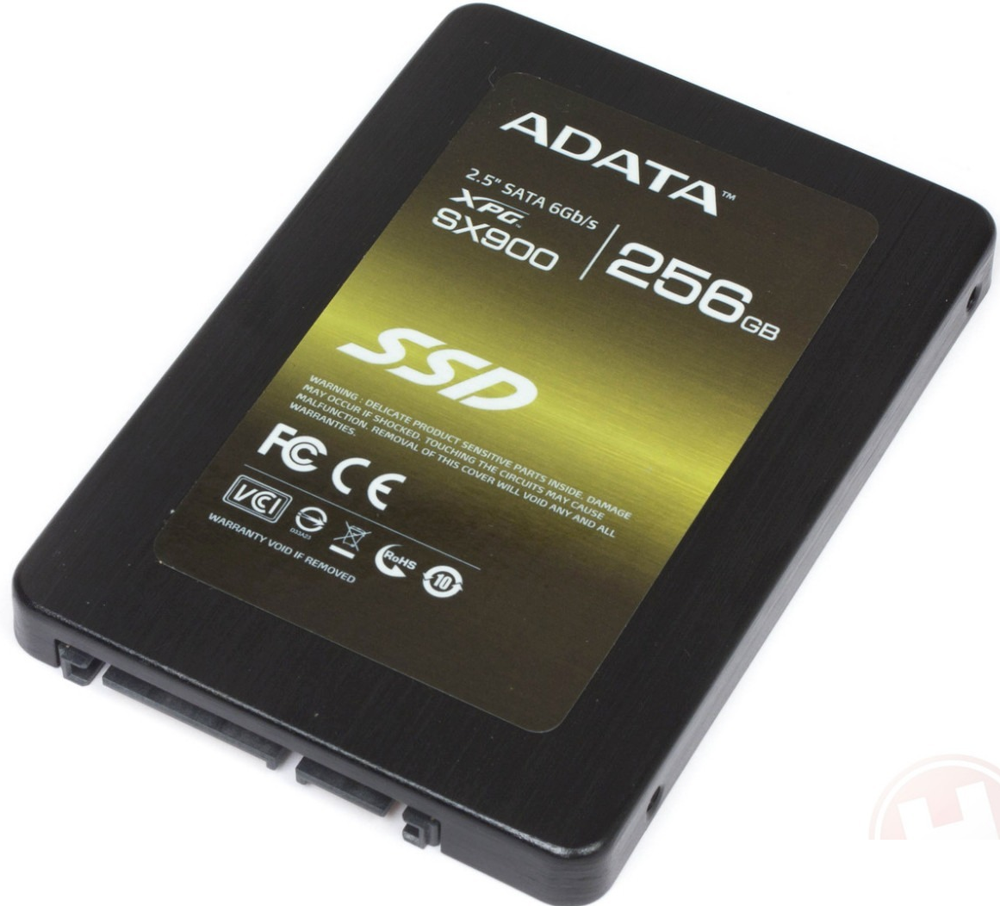 ADATA™
2.5" SATA 6Gb/s
XPG™
SX900
256GB
SSD
WARNING : DELICATE PRODUCT SENSITIVE PARTS INSIDE. DAMAGE
MAY OCCUR IF SHOCKED. TOUCHING THE CIRCUITS MAY CAUSE
MALFUNCTION. REMOVAL OF THIS COVER WILL VOID ANY AND ALL
WARRANTIES.
FC CE
VCI
D33A23
RoHS
10
WARRANTY VOID IF REMOVED